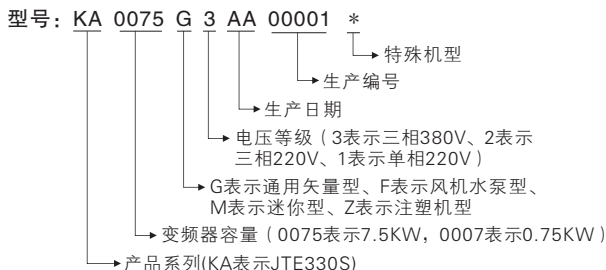 型号: KA 0075 G 3 AA 00001 *
特殊机型
生产编号
生产日期
电压等级（3表示三相380V、2表示
三相220V、1表示单相220V）
G表示通用矢量型、F表示风机水泵型、
M表示迷你型、Z表示注塑机型
变频器容量（0075表示7.5KW，0007表示0.75KW）
产品系列(KA表示JTE330S)